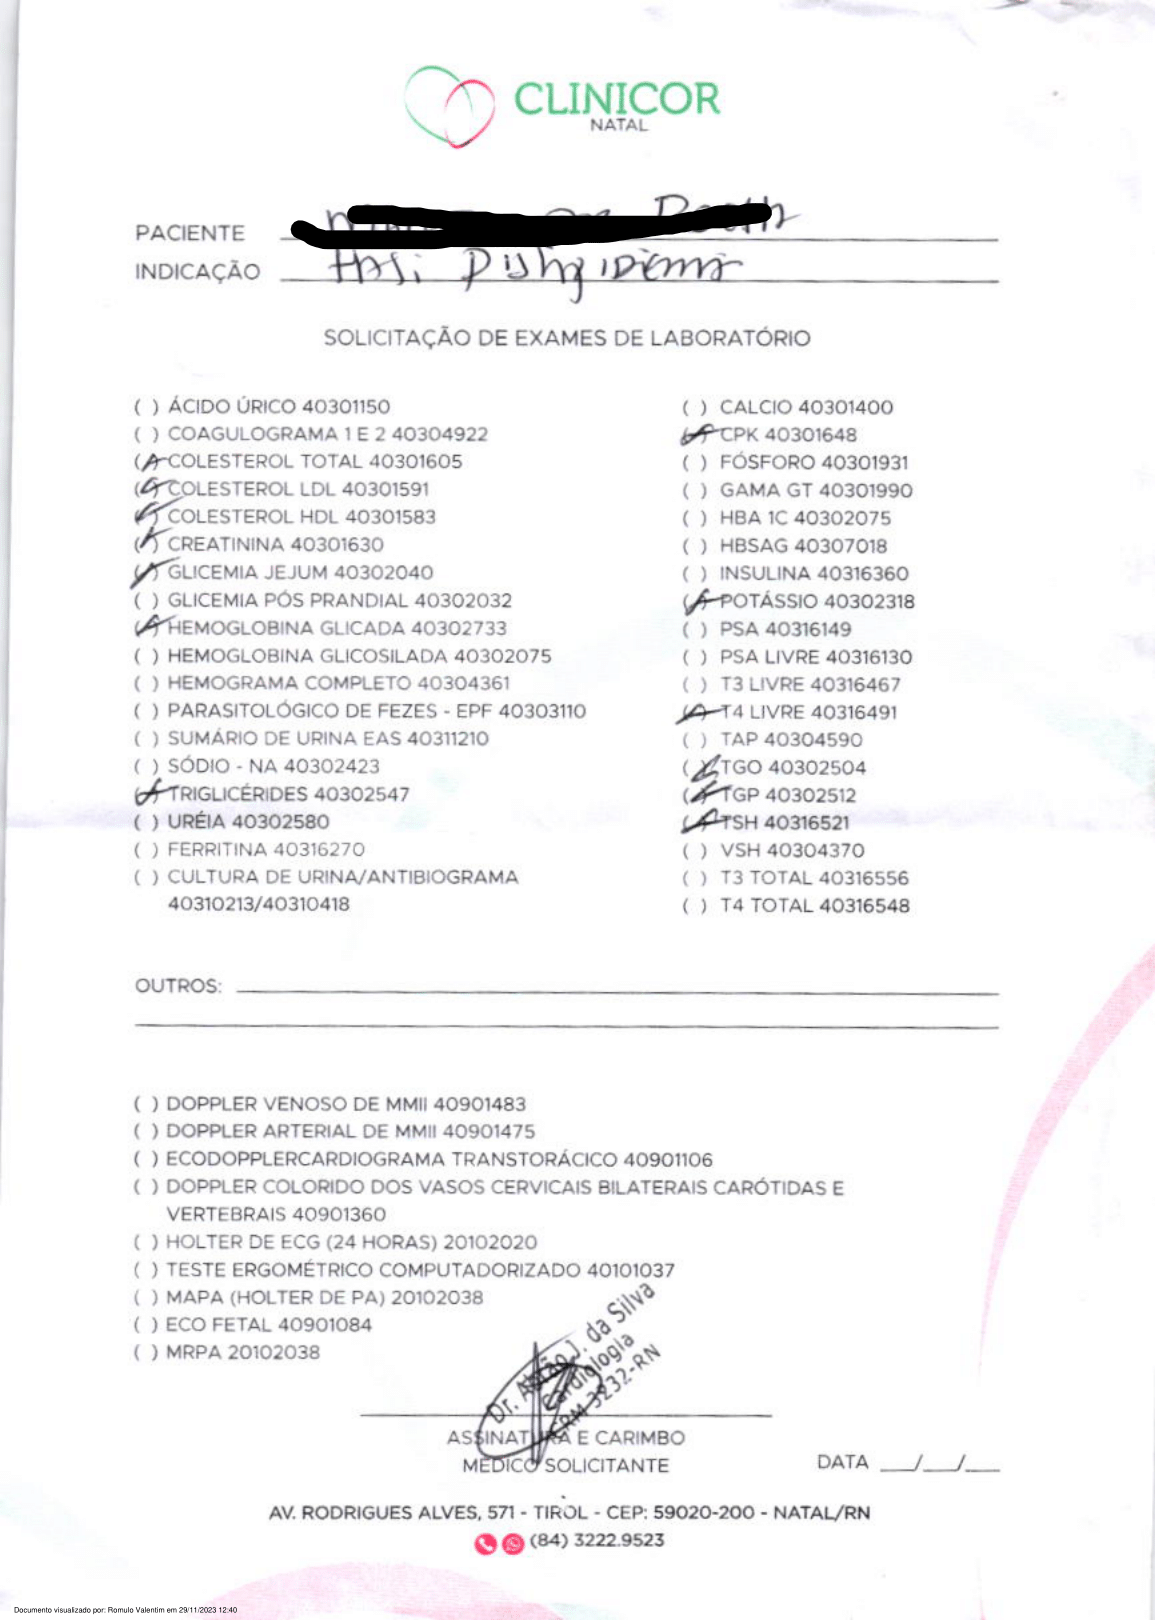 CLINICOR
NATAL
PACIENTE
INDICAÇÃO HAS;
SOLICITAÇÃO DE EXAMES DE LABORATÓRIO
( ) ÁCIDO ÚRICO 40301150
( ) COAGULOGRAMA 1 E 2 40304922
( ) COLESTEROL TOTAL 40301605
( ) COLESTEROL LDL 40301591
( ) COLESTEROL HDL 40301583
( ) CREATININA 40301630
( ) GLICEMIA JEJUM 40302040
( ) GLICEMIA PÓS PRANDIAL 40302032
( ) HEMOGLOBINA GLICADA 40302733
( ) HEMOGLOBINA GLICOSILADA 40302075
( ) HEMOGRAMA COMPLETO 40304361
( ) PARASITOLÓGICO DE FEZES - EPF 40303110
( ) SUMÁRIO DE URINA EAS 40311210
( ) SÓDIO - NA 40302423
( ) TRIGLICÉRIDES 40302547
( ) URÉIA 40302580
( ) FERRITINA 40316270
( ) CULTURA DE URINA/ANTIBIOGRAMA
40310213/40310418
( ) CALCIO 40301400
( ) CPK 40301648
( ) FÓSFORO 40301931
( ) GAMA GT 40301990
( ) HBA 1C 40302075
( ) HBSAG 40307018
( ) INSULINA 40316360
( ) POTÁSSIO 40302318
( ) PSA 40316149
( ) PSA LIVRE 40316130
( ) T3 LIVRE 40316467
( ) T4 LIVRE 40316491
( ) TAP 40304590
( ) TGO 40302504
( ) TGP 40302512
( ) TSH 40316521
( ) VSH 40304370
( ) T3 TOTAL 40316556
( ) T4 TOTAL 40316548
OUTROS:
( ) DOPPLER VENOSO DE MMII 40901483
( ) DOPPLER ARTERIAL DE MMII 40901475
( ) ECODOPPLERCARDIOGRAMA TRANSTORÁCICO 40901106
( ) DOPPLER COLORIDO DOS VASOS CERVICAIS BILATERAIS CARÓTIDAS E
VERTEBRAIS 40901360
( ) HOLTER DE ECG (24 HORAS) 20102020
( ) TESTE ERGOMÉTRICO COMPUTADORIZADO 40101037
( ) MAPA (HOLTER DE PA) 20102038
( ) ECO FETAL 40901084
( ) MRPA 20102038
Dr. J. da Silva
Cardiologia
CRM 3232-RN
ASSINATURA E CARIMBO
MÉDICO SOLICITANTE
DATA __/__/__
AV. RODRIGUES ALVES, 571 - TIROL - CEP: 59020-200 - NATAL/RN
(84) 3222.9523
Documento visualizado por: Romulo Valentim em 29/11/2023 12:40